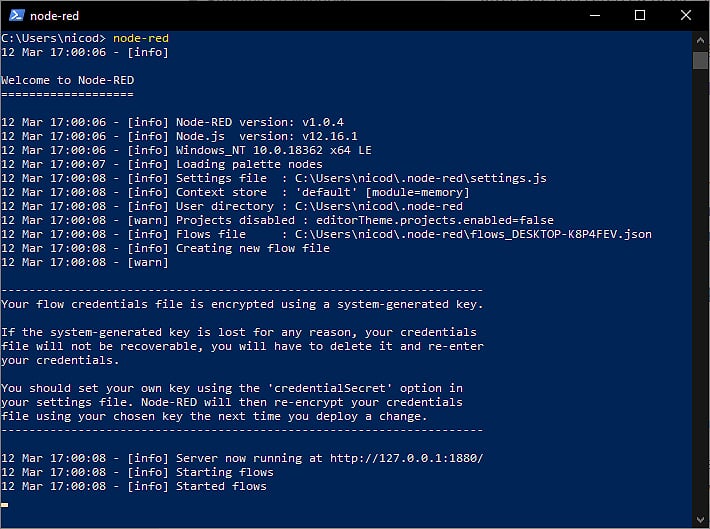 node-red
C:\Users\nicod> node-red
12 Mar 17:00:06 - [info]
Welcome to Node-RED
===================
12 Mar 17:00:06 - [info] Node-RED version: v1.0.4
12 Mar 17:00:06 - [info] Node.js  version: v12.16.1
12 Mar 17:00:06 - [info] Windows_NT 10.0.18362 x64 LE
12 Mar 17:00:07 - [info] Loading palette nodes
12 Mar 17:00:08 - [info] Settings file  : C:\Users\nicod\.node-red\settings.js
12 Mar 17:00:08 - [info] Context store  : 'default' [module=memory]
12 Mar 17:00:08 - [info] User directory : C:\Users\nicod\.node-red
12 Mar 17:00:08 - [warn] Projects disabled : editorTheme.projects.enabled=false
12 Mar 17:00:08 - [info] Flows file     : C:\Users\nicod\.node-red\flows_DESKTOP-K8P4FEV.json
12 Mar 17:00:08 - [info] Creating new flow file
12 Mar 17:00:08 - [warn]
---------------------------------------------------------------------
Your flow credentials file is encrypted using a system-generated key.
If the system-generated key is lost for any reason, your credentials
file will not be recoverable, you will have to delete it and re-enter
your credentials.
You should set your own key using the 'credentialSecret' option in
your settings file. Node-RED will then re-encrypt your credentials
file using your chosen key the next time you deploy a change.
---------------------------------------------------------------------
12 Mar 17:00:08 - [info] Server now running at http://127.0.0.1:1880/
12 Mar 17:00:08 - [info] Starting flows
12 Mar 17:00:08 - [info] Started flows